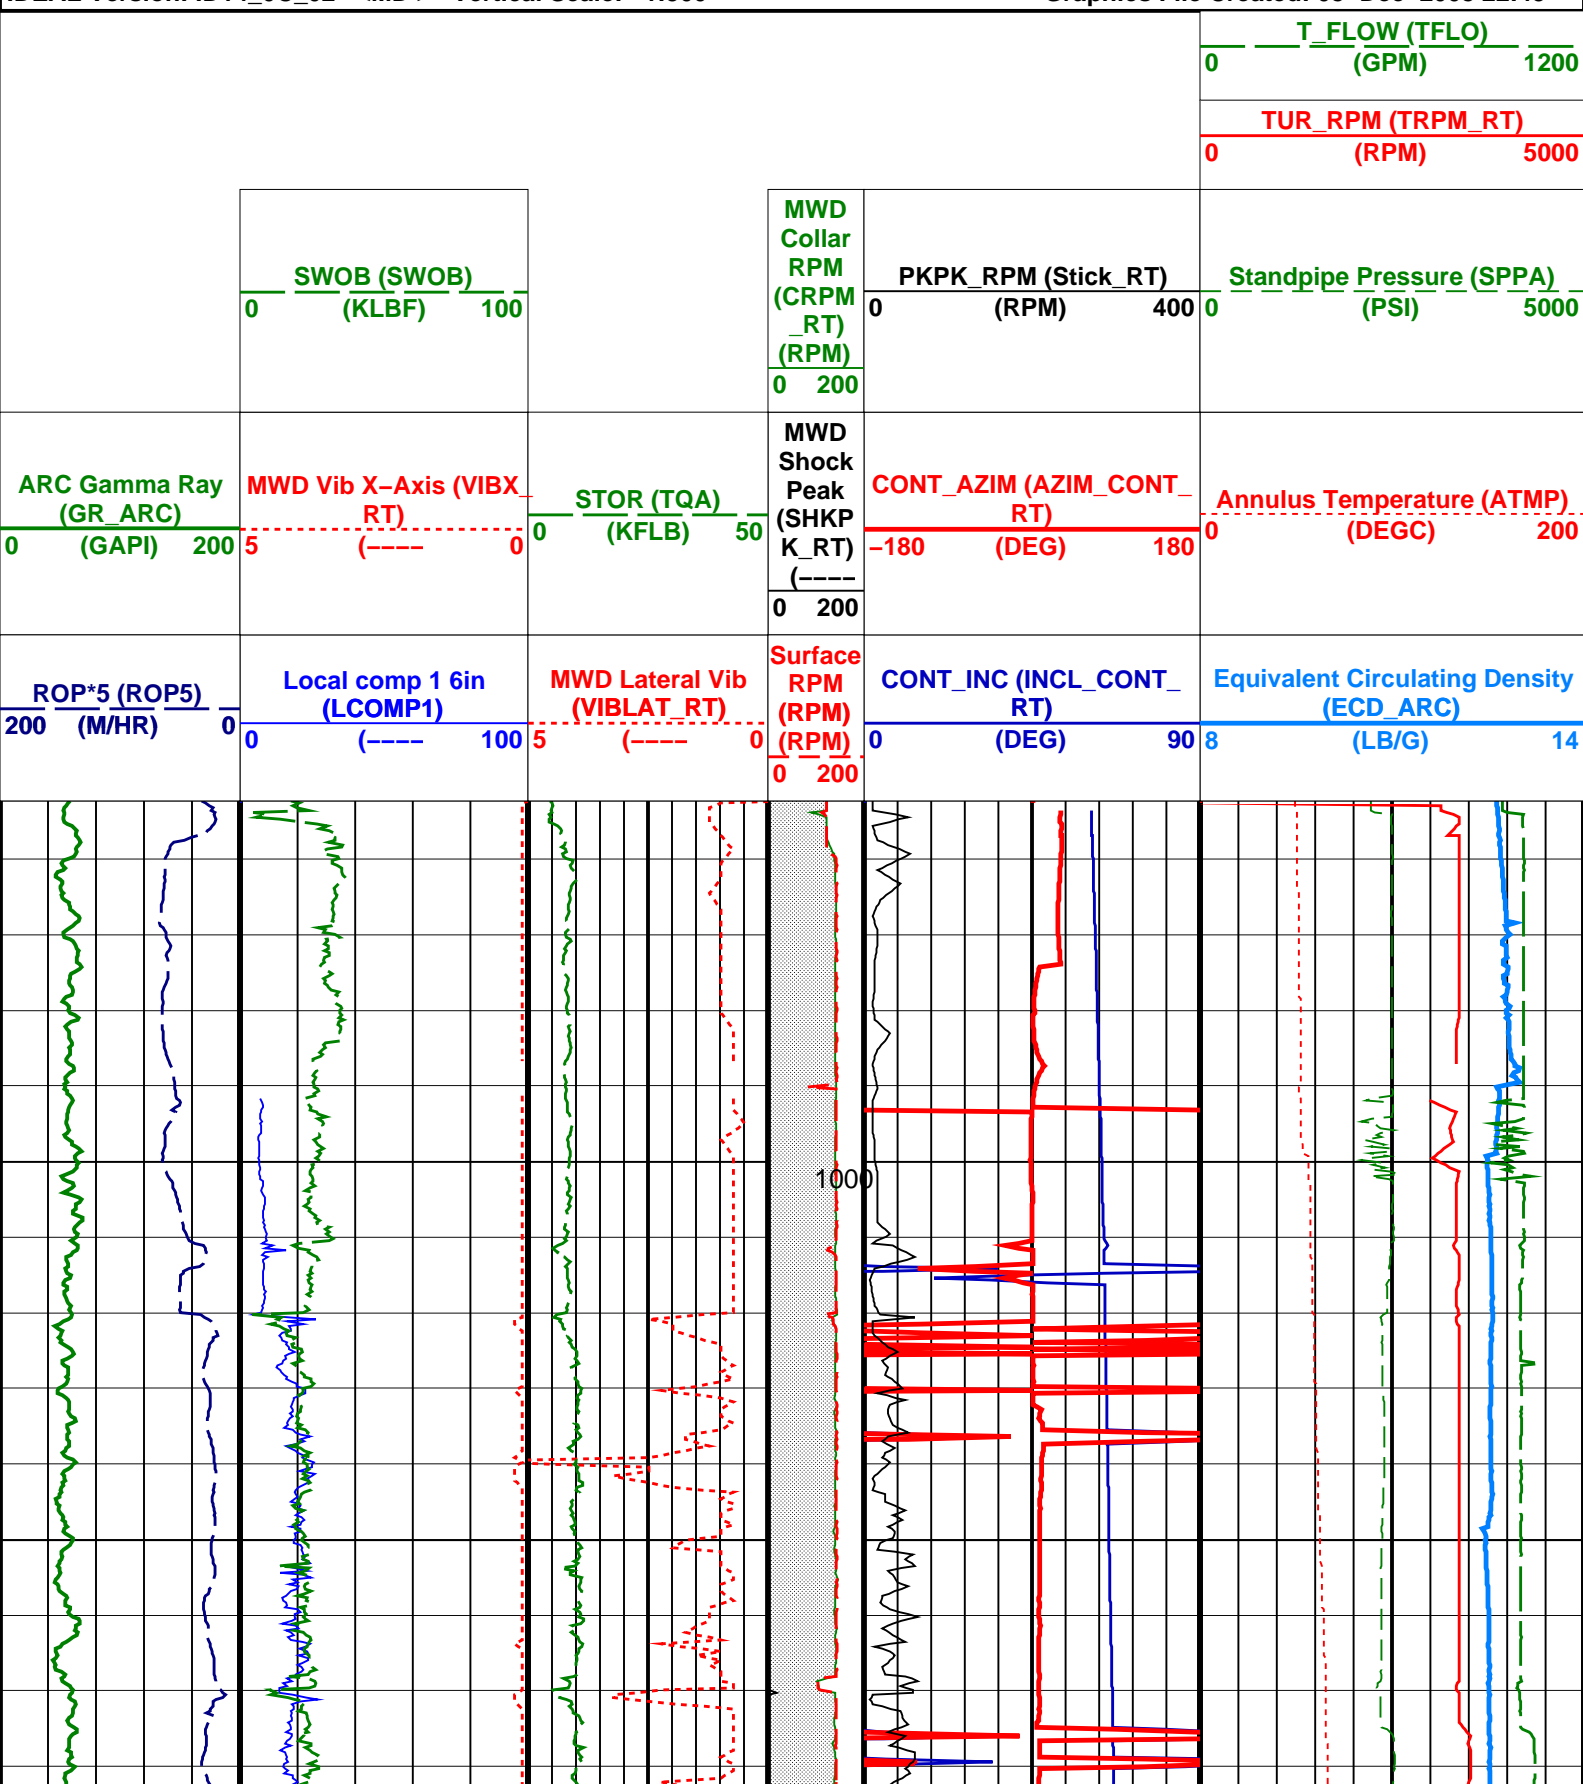 T_FLOW (TFLO)
0 (GPM) 1200
TUR_RPM (TRPM_RT)
0 (RPM) 5000
SWOB (SWOB)
0 (KLBF) 100
MWD
Collar
RPM
(CRPM
_RT)
(RPM)
0 200
PKPK_RPM (Stick_RT)
0 (RPM) 400
Standpipe Pressure (SPPA)
0 (PSI) 5000
ARC Gamma Ray
(GR_ARC)
0 (GAPI) 200
MWD Vib X−Axis (VIBX_
RT)
5 (−−−− 0
STOR (TQA)
0 (KFLB) 50
MWD
Shock
Peak
(SHKP
K_RT)
(−−−−
0 200
CONT_AZIM (AZIM_CONT_
RT)
−180 (DEG) 180
Annulus Temperature (ATMP)
0 (DEGC) 200
ROP*5 (ROP5)
200 (M/HR) 0
Local comp 1 6in
(LCOMP1)
0 (−−−− 100
MWD Lateral Vib
(VIBLAT_RT)
5 (−−−− 0
Surface
RPM
(RPM)
(RPM)
0 200
CONT_INC (INCL_CONT_
RT)
0 (DEG) 90
Equivalent Circulating Density
(ECD_ARC)
8 (LB/G) 14
1000